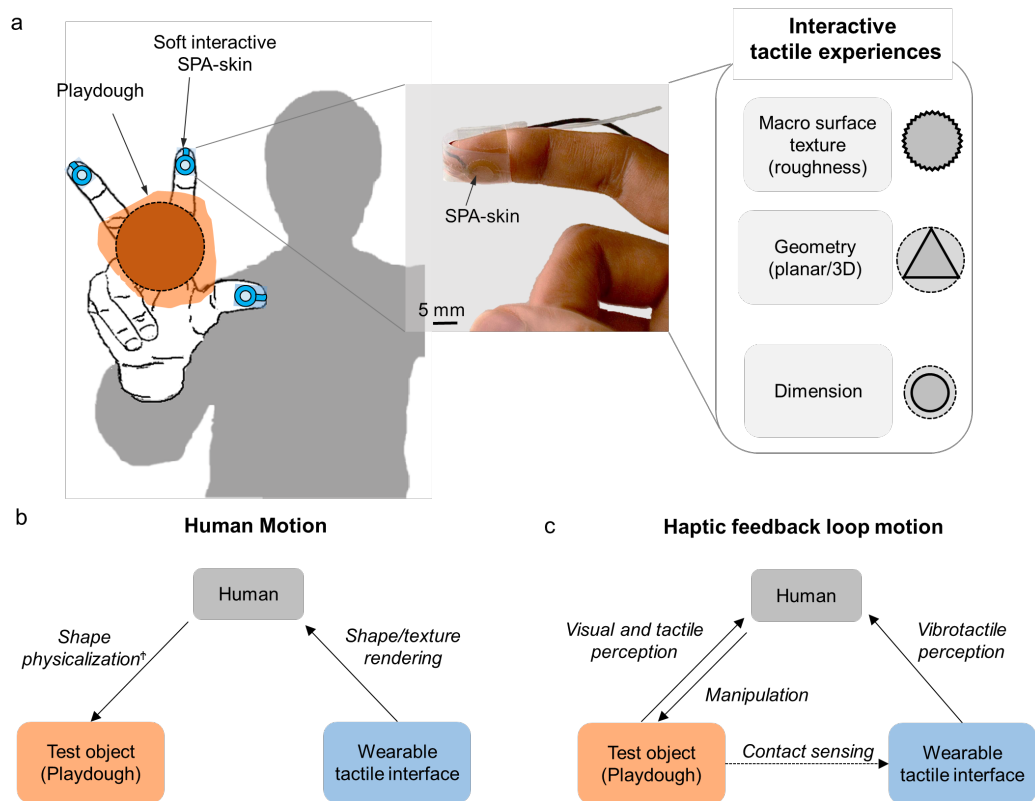 a
Soft interactive
SPA-skin
Playdough
SPA-skin
5 mm
Interactive
tactile experiences
Macro surface
texture
(roughness)
Geometry
(planar/3D)
Dimension
b
Human Motion
Human
Shape
physicalization†
Shape/texture
rendering
Test object
(Playdough)
Wearable
tactile interface
c
Haptic feedback loop motion
Human
Visual and tactile
perception
Vibrotactile
perception
Manipulation
Test object
(Playdough)
Contact sensing
Wearable
tactile interface